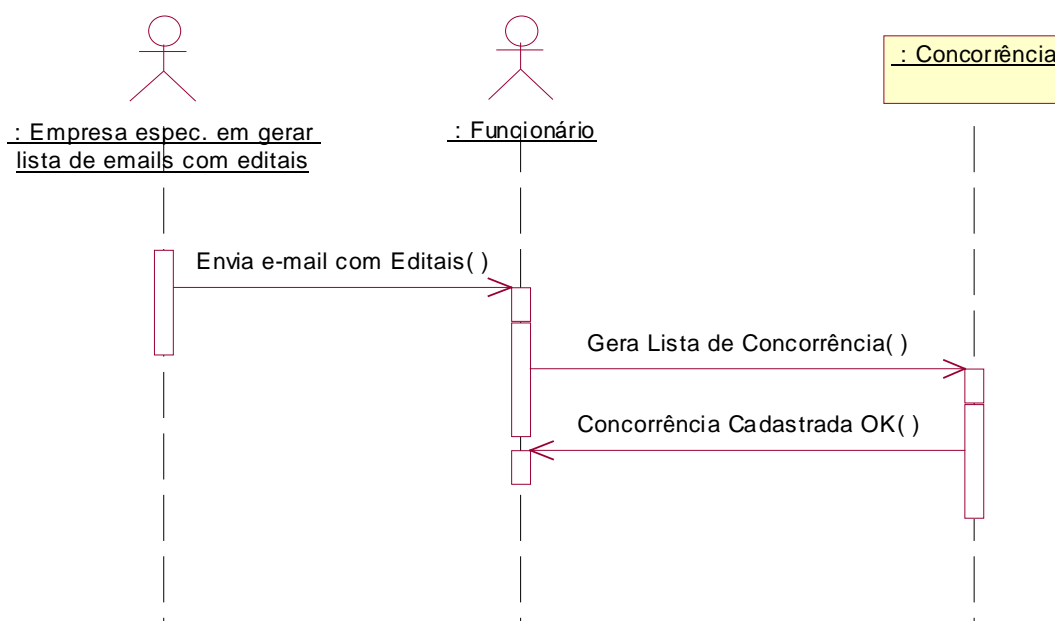 : Empresa espec. em gerar
lista de emails com editais
: Funcionário
: Concorrência
Envia e-mail com Editais( )
Gera Lista de Concorrência( )
Concorrência Cadastrada OK( )